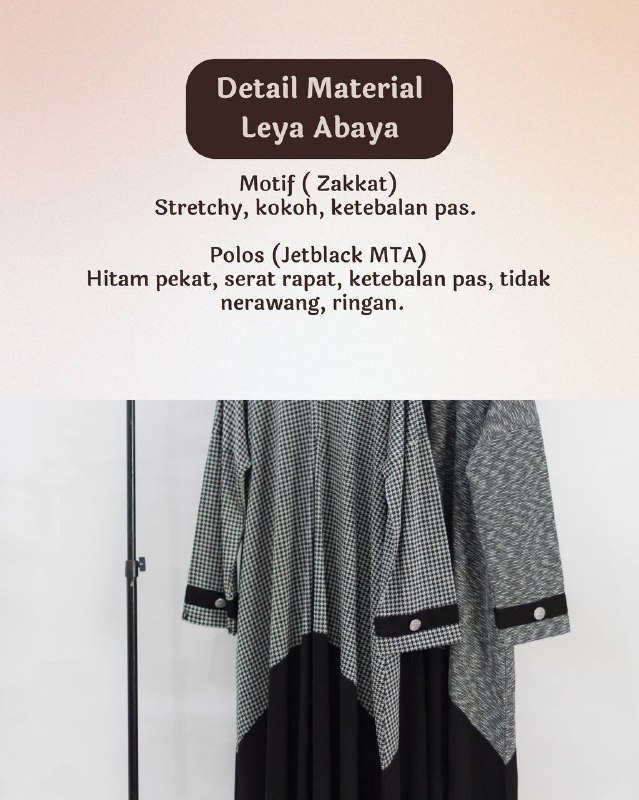 Detail Material
Leya Abaya
Motif ( Zakkat)
Stretchy, kokoh, ketebalan pas.
Polos (Jetblack MTA)
Hitam pekat, serat rapat, ketebalan pas, tidak
nerawang, ringan.